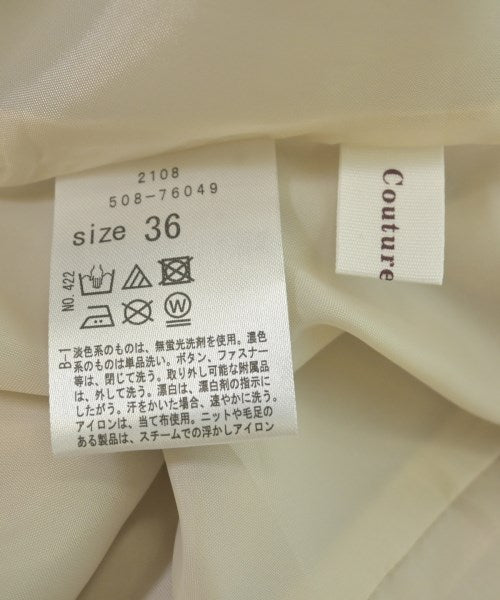 2108
508-76049
size 36
NO.422
W
B-1
淡色系のものは、無蛍光洗剤を使用。濃色
系のものは単品洗い。ボタン、ファスナー
等は、閉じて洗う。取り外し可能な附属品
は、外して洗う。漂白は、漂白剤の指示に
したがう。汗をかいた場合、速やかに洗う。
アイロンは、当て布使用。ニットや毛足の
ある製品は、スチームでの浮かしアイロン
Couture